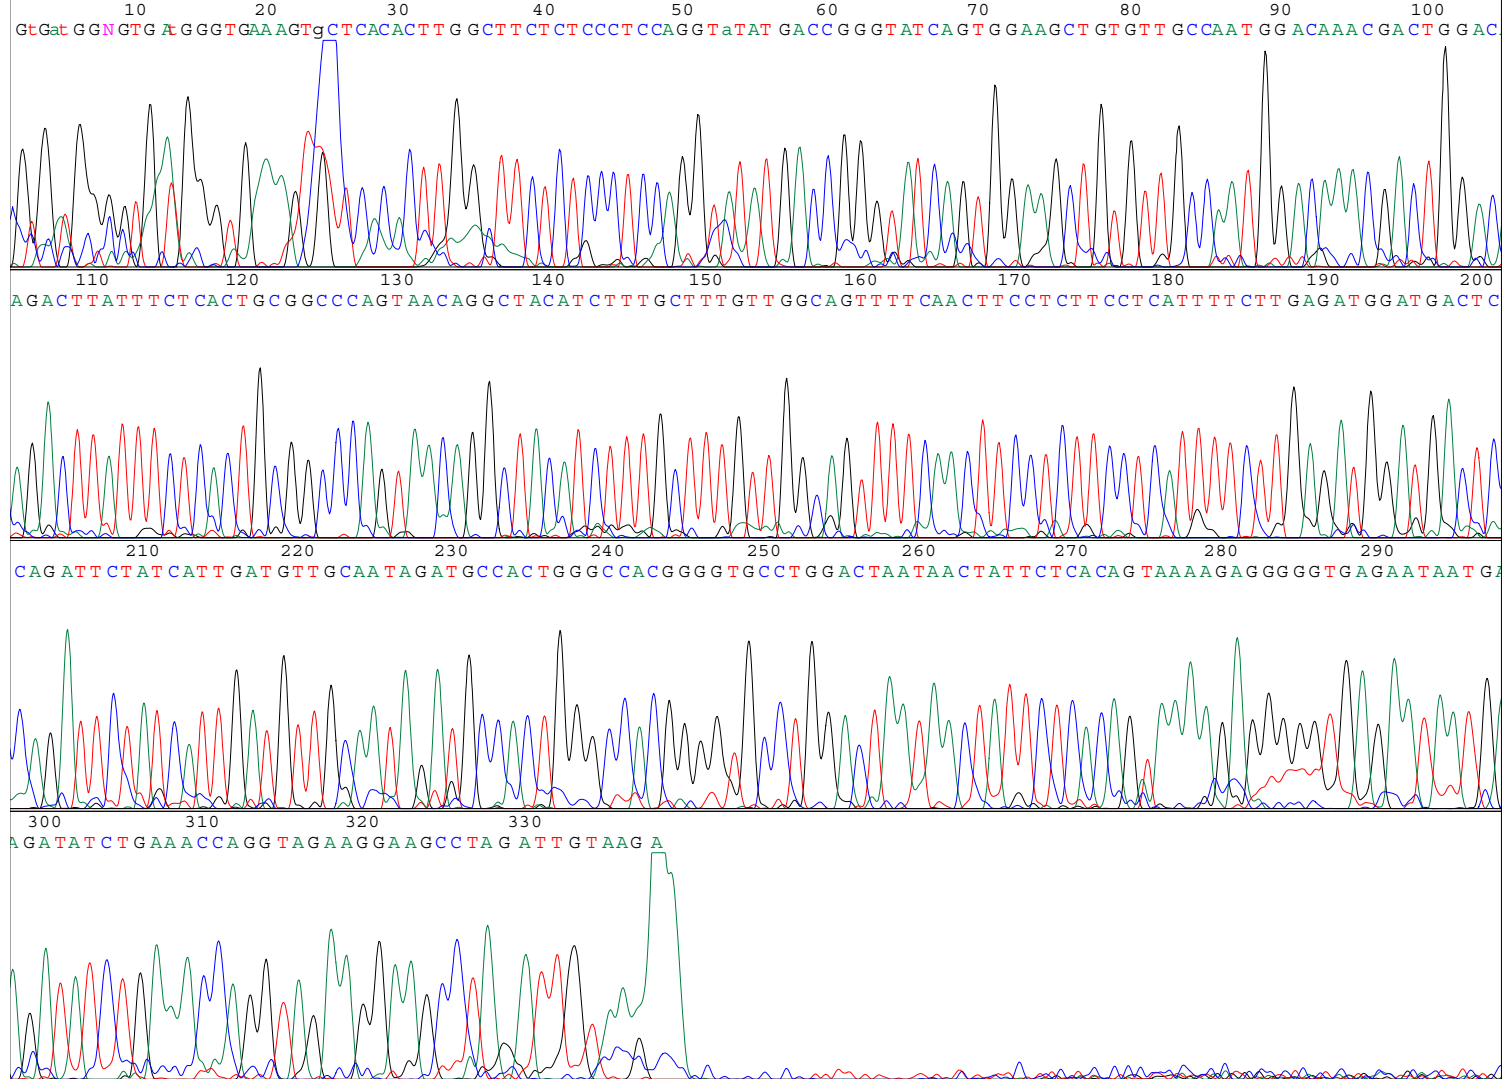 10 20 30 40 50 60 70 80 90 100
GtGatGGNGTGAtGGGTGAAAGTgCTCACACTTGGCTTCTCTCCCTCCAGGTaTATGACCGGGTATCAGTGGAAGCTGTGTTGCCAATGGACAAACGACTGGAC
110 120 130 140 150 160 170 180 190 200
AGACTTATTTCTCACTGCGGCCCAGTAACAGGCTACATCTTTGCTTTGTTGGCAGTTTTCAACTTCCTCTTCCTCATTTTCTTGAGATGGATGACTC
210 220 230 240 250 260 270 280 290
CAGATTCTATCATTGATGTTGCAATAGATGCCACTGGGCCACGGGGTGCCTGGACTAATAACTATTCTCACAGTAAAAGAGGGGGTGAGAATAATGA
300 310 320 330
AGATATCTGAAACCAGGTAGAAGGAAGCCTAGATTGTAAGA